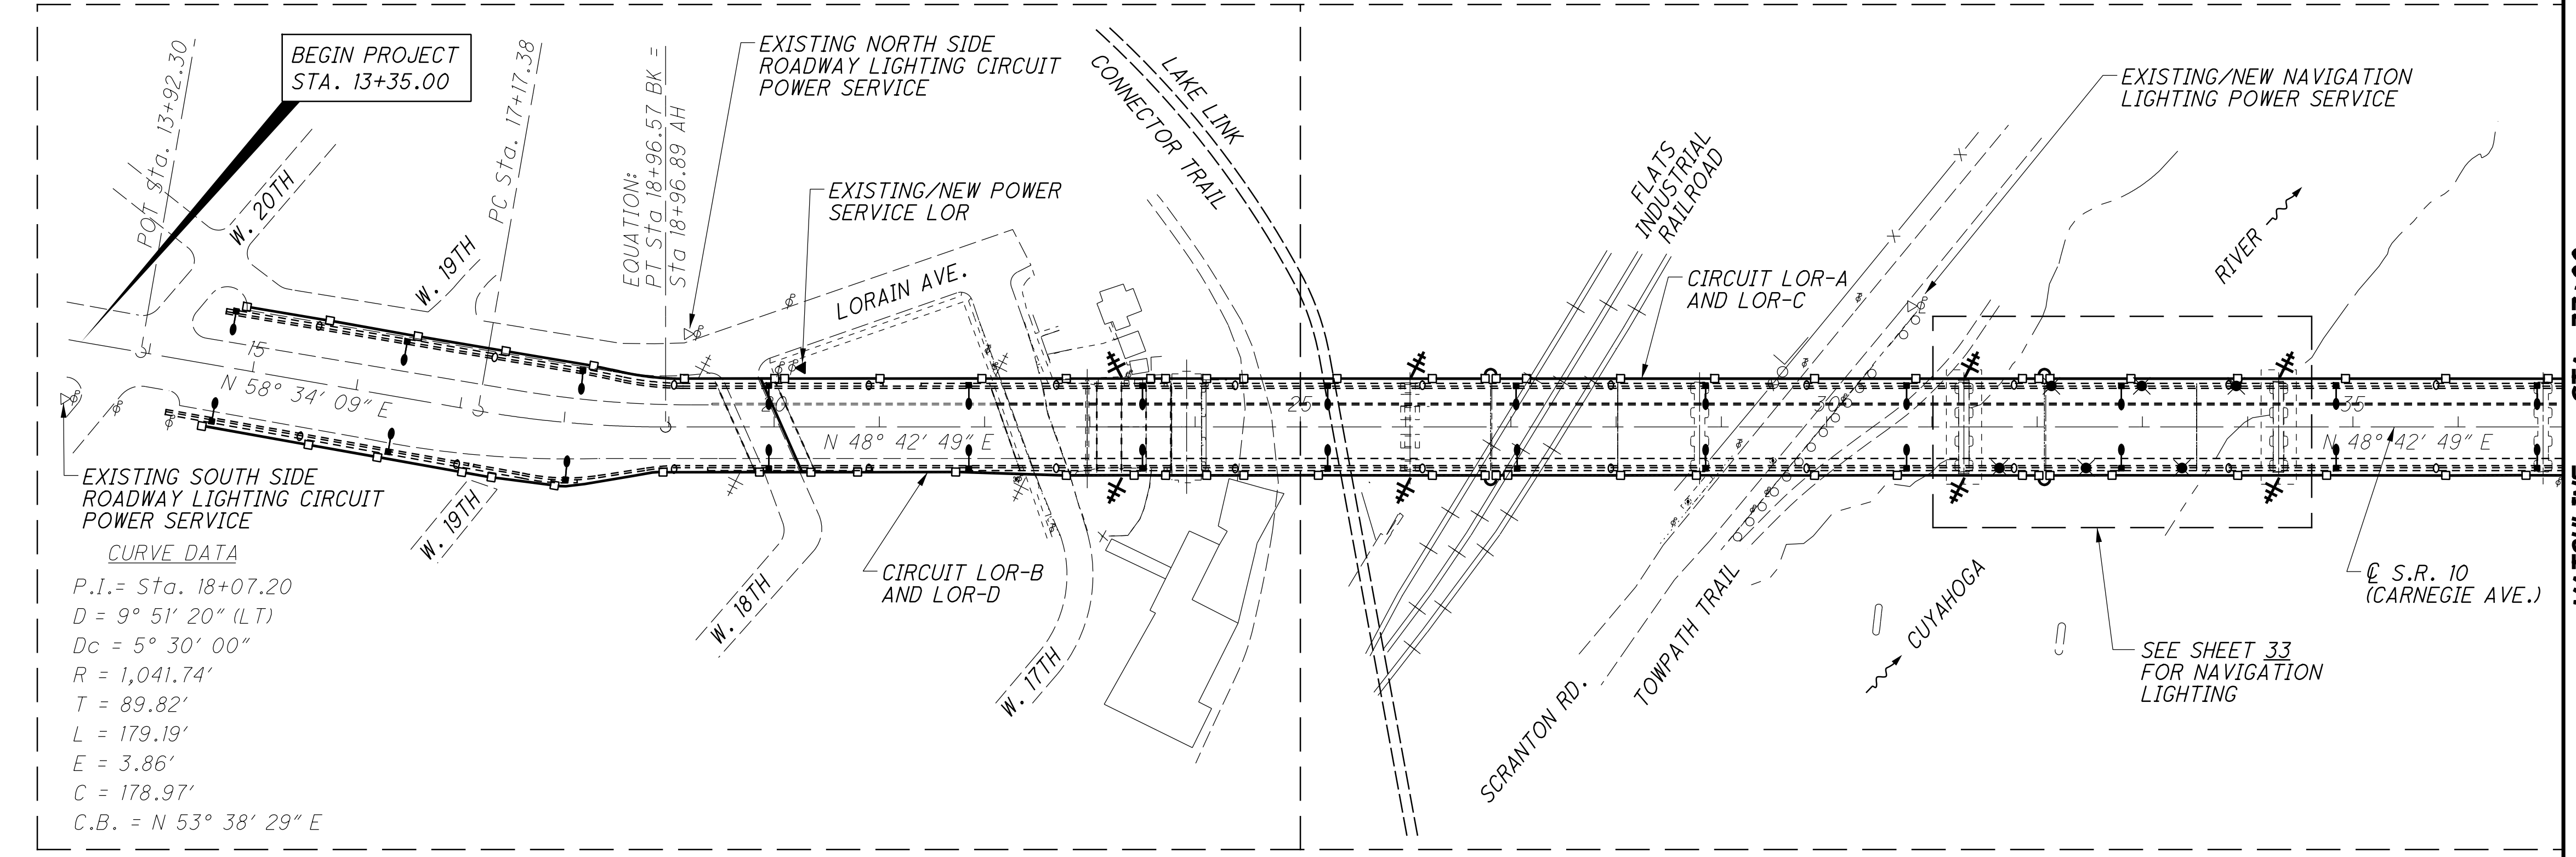 BEGIN PROJECT
STA. 13+35.00
POT Sta. 13+92.30
PC Sta. 17+17.38
EQUATION:
PT Sta 18+96.57 BK =
Sta 18+96.89 AH
EXISTING NORTH SIDE
ROADWAY LIGHTING CIRCUIT
POWER SERVICE
LAKE LINK
CONNECTOR TRAIL
EXISTING/NEW NAVIGATION
LIGHTING POWER SERVICE
W. 20TH
W. 19TH
EXISTING/NEW POWER
SERVICE LOR
LORAIN AVE.
FLATS
INDUSTRIAL
RAILROAD
CIRCUIT LOR-A
AND LOR-C
RIVER
15
N 58° 34' 09" E
20
25
30
35
N 48° 42' 49" E
N 48° 42' 49" E
EXISTING SOUTH SIDE
ROADWAY LIGHTING CIRCUIT
POWER SERVICE
W. 19TH
W. 18TH
CIRCUIT LOR-B
AND LOR-D
W. 17TH
SCRANTON RD.
TOWPATH TRAIL
CUYAHOGA
SEE SHEET 33
FOR NAVIGATION
LIGHTING
℄ S.R. 10
(CARNEGIE AVE.)
CURVE DATA
P.I.= Sta. 18+07.20
D = 9° 51' 20" (LT)
Dc = 5° 30' 00"
R = 1,041.74'
T = 89.82'
L = 179.19'
E = 3.86'
C = 178.97'
C.B. = N 53° 38' 29" E